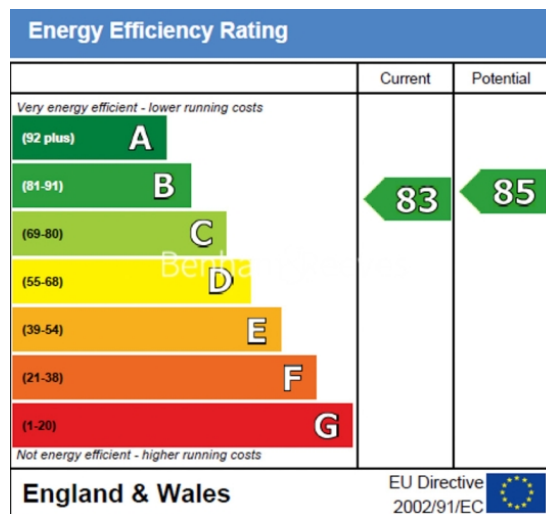 Energy Efficiency Rating
Current Potential
Very energy efficient - lower running costs
(92 plus) A
(81-91) B
83 85
(69-80) C
(55-68) D
(39-54) E
(21-38) F
(1-20) G
Not energy efficient - higher running costs
England & Wales
EU Directive
2002/91/EC